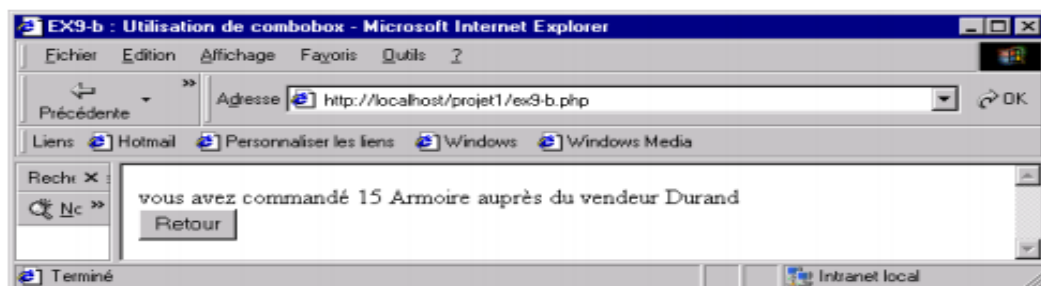 EX9-b : Utilisation de combobox - Microsoft Internet Explorer
Fichier Edition Affichage Favoris Outils ?
Précédente » Adresse http://localhost/projet1/ex9-b.php OK
Liens Hotmail Personnaliser les liens Windows Windows Media
Reche
Nc »
vous avez commandé 15 Armoire auprès du vendeur Durand
Retour
Terminé Intranet local